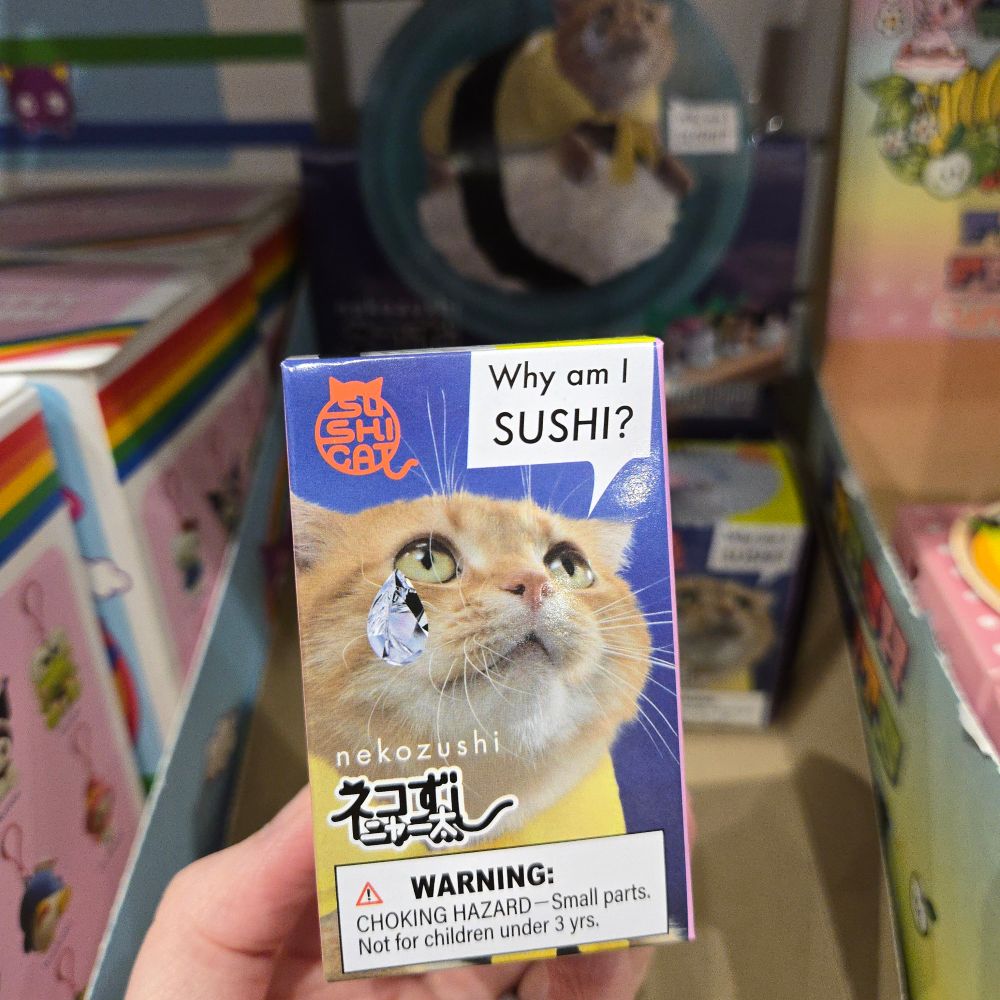 SU
SHI
CAT
Why am I
SUSHI?
nekozushi
ネコずし
ニャー太
WARNING:
CHOKING HAZARD—Small parts.
Not for children under 3 yrs.